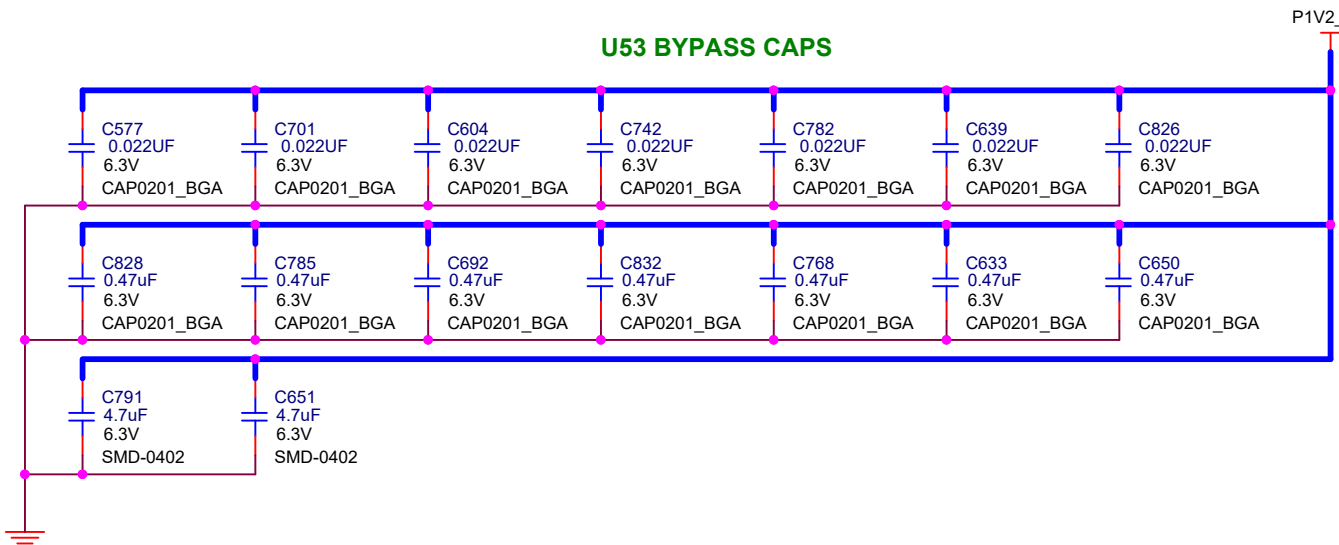 P1V2_
U53 BYPASS CAPS
C577 C701 C604 C742 C782 C639 C826
0.022UF 0.022UF 0.022UF 0.022UF 0.022UF 0.022UF 0.022UF
6.3V 6.3V 6.3V 6.3V 6.3V 6.3V 6.3V
CAP0201_BGA CAP0201_BGA CAP0201_BGA CAP0201_BGA CAP0201_BGA CAP0201_BGA CAP0201_BGA
C828 C785 C692 C832 C768 C633 C650
0.47uF 0.47uF 0.47uF 0.47uF 0.47uF 0.47uF 0.47uF
6.3V 6.3V 6.3V 6.3V 6.3V 6.3V 6.3V
CAP0201_BGA CAP0201_BGA CAP0201_BGA CAP0201_BGA CAP0201_BGA CAP0201_BGA CAP0201_BGA
C791 C651
4.7uF 4.7uF
6.3V 6.3V
SMD-0402 SMD-0402